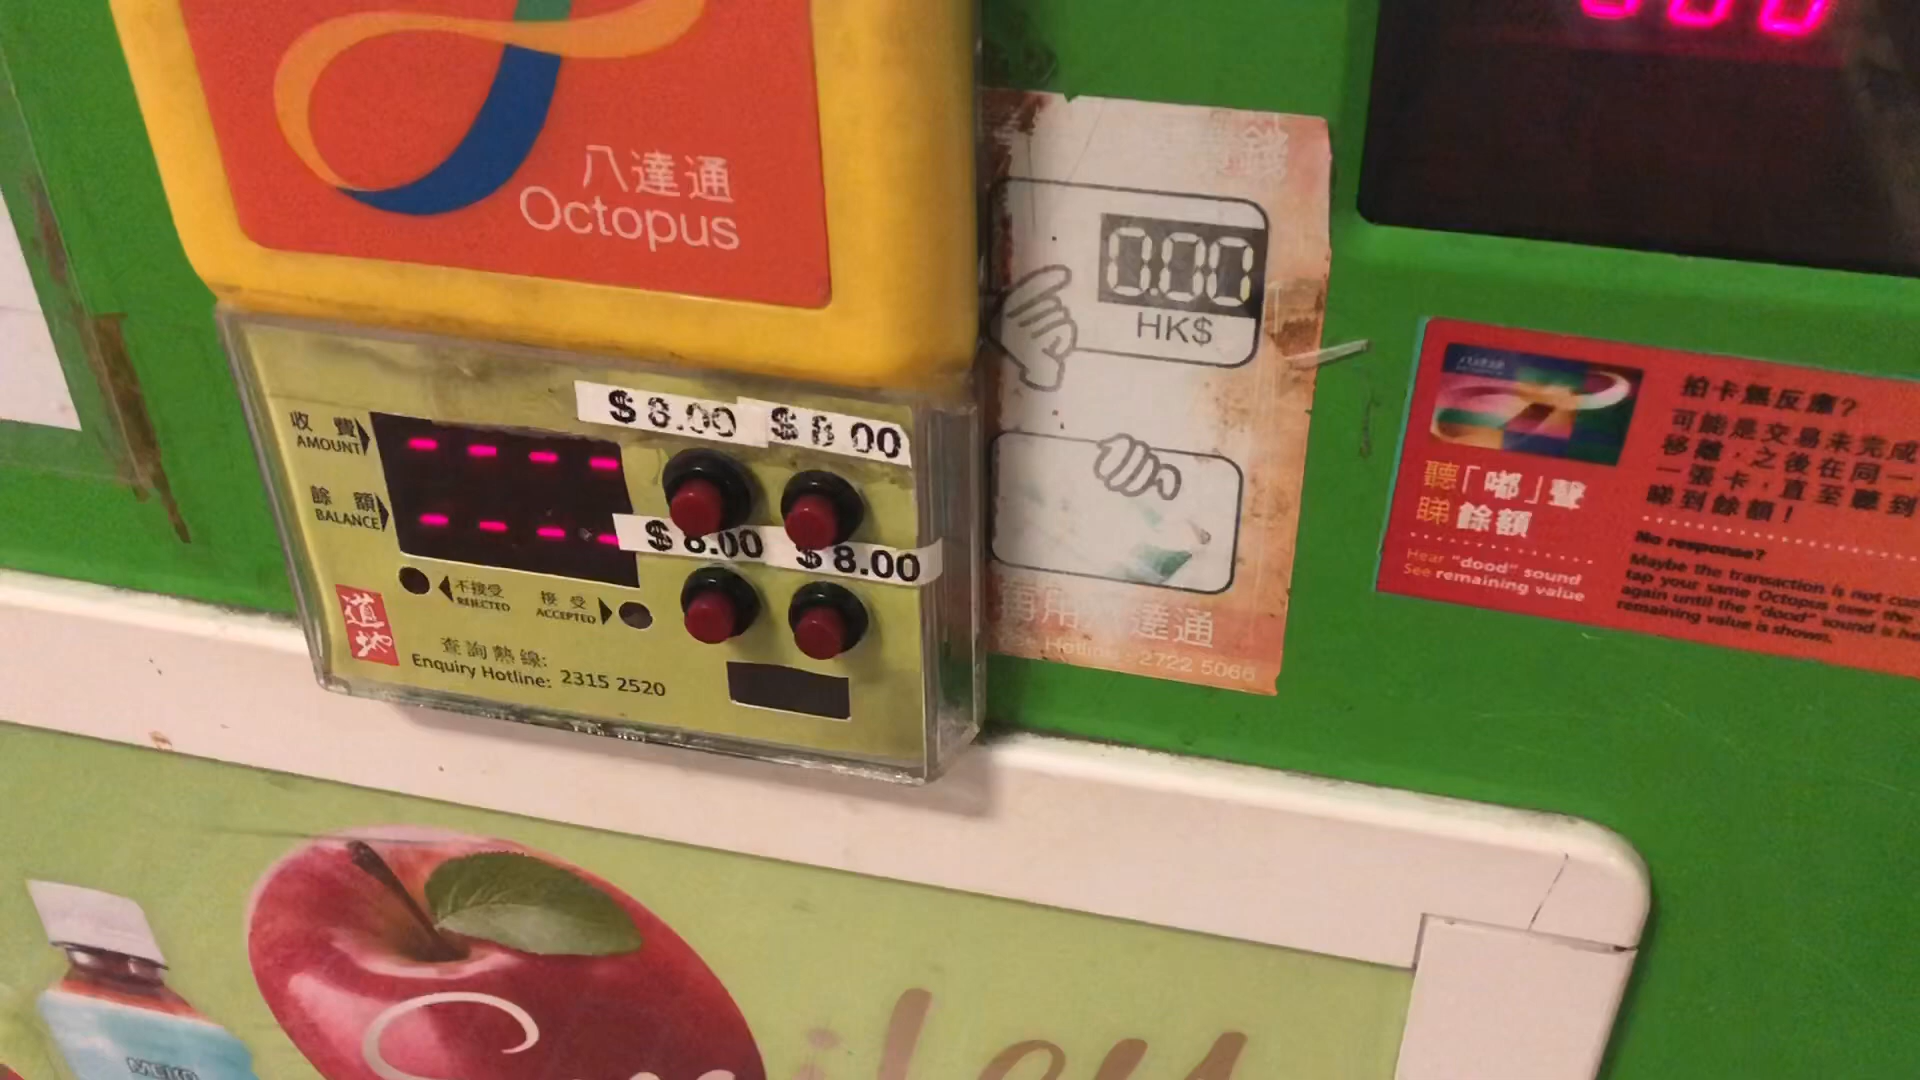 八達通
Octopus
錢
0.00
HK$
收費
AMOUNT
餘額
BALANCE
$8.00
$ 00
$8.00
$8.00
不接受
REJECTED
接受
ACCEPTED
道地
查詢熱線:
Enquiry Hotline: 2315 2520
用 達通
Hotline : 2722 5066
聽「嘟」聲
睇餘額
Hear "dood" sound
See remaining value
拍卡無反應?
可能是交易未完成
移離,之後在同一
一張卡,直至聽到
睇到餘額!
No response?
Maybe the transaction is not
tap your same Octopus over the
again until the "dood" sound is
remaining value is shown.
MEIKO